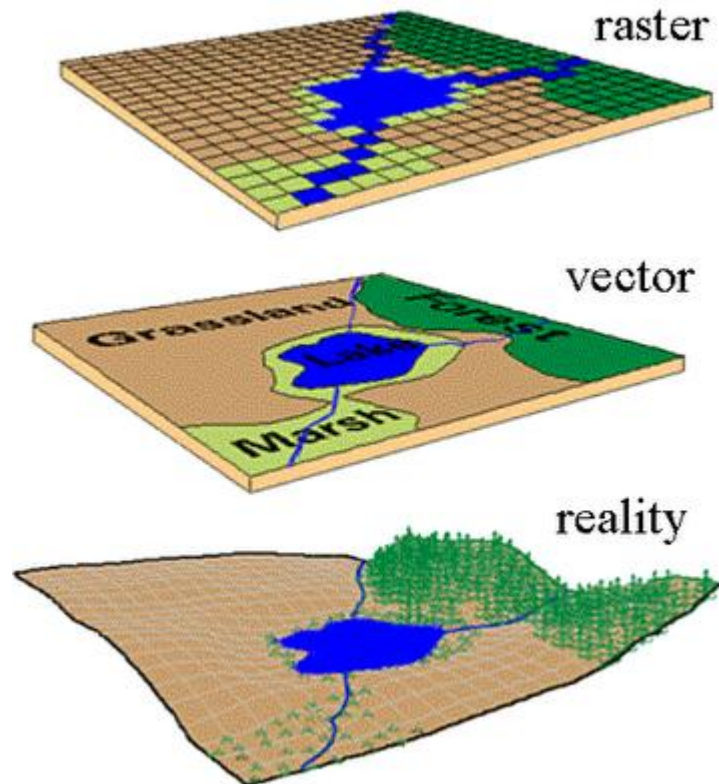 raster
vector
Grassland
Forest
Lake
Marsh
reality